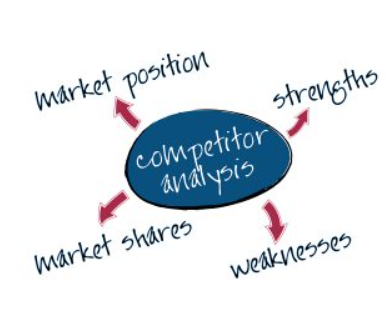 market position
strengths
competitor
analysis
market shares
weaknesses